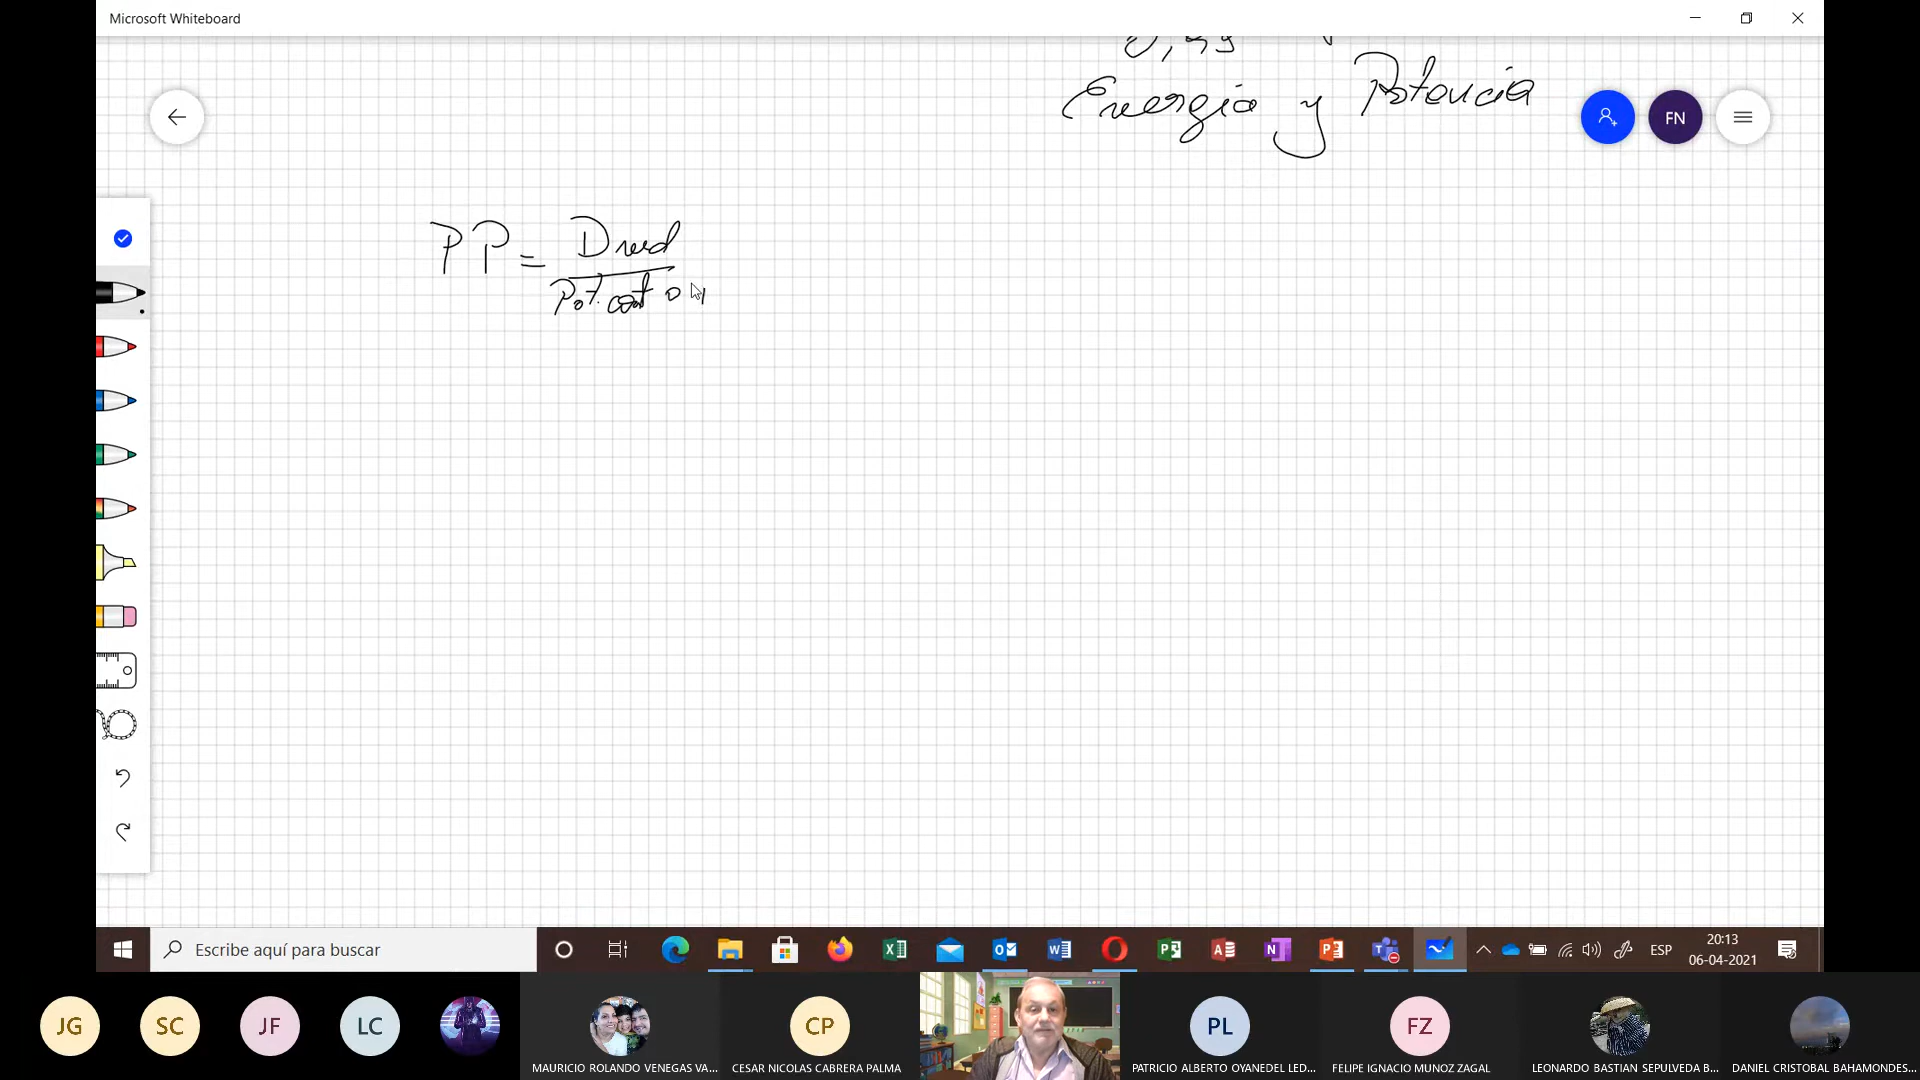 Microsoft Whiteboard
Energia y Potencia
FN
PP = Dmed
Pot. cont o
Escribe aquí para buscar
ESP
20:13
06-04-2021
JG
SC
JF
LC
CP
PL
FZ
MAURICIO ROLANDO VENEGAS VA...
CESAR NICOLAS CABRERA PALMA
PATRICIO ALBERTO OYANEDEL LED...
FELIPE IGNACIO MUNOZ ZAGAL
LEONARDO BASTIAN SEPULVEDA B...
DANIEL CRISTOBAL BAHAMONDES...